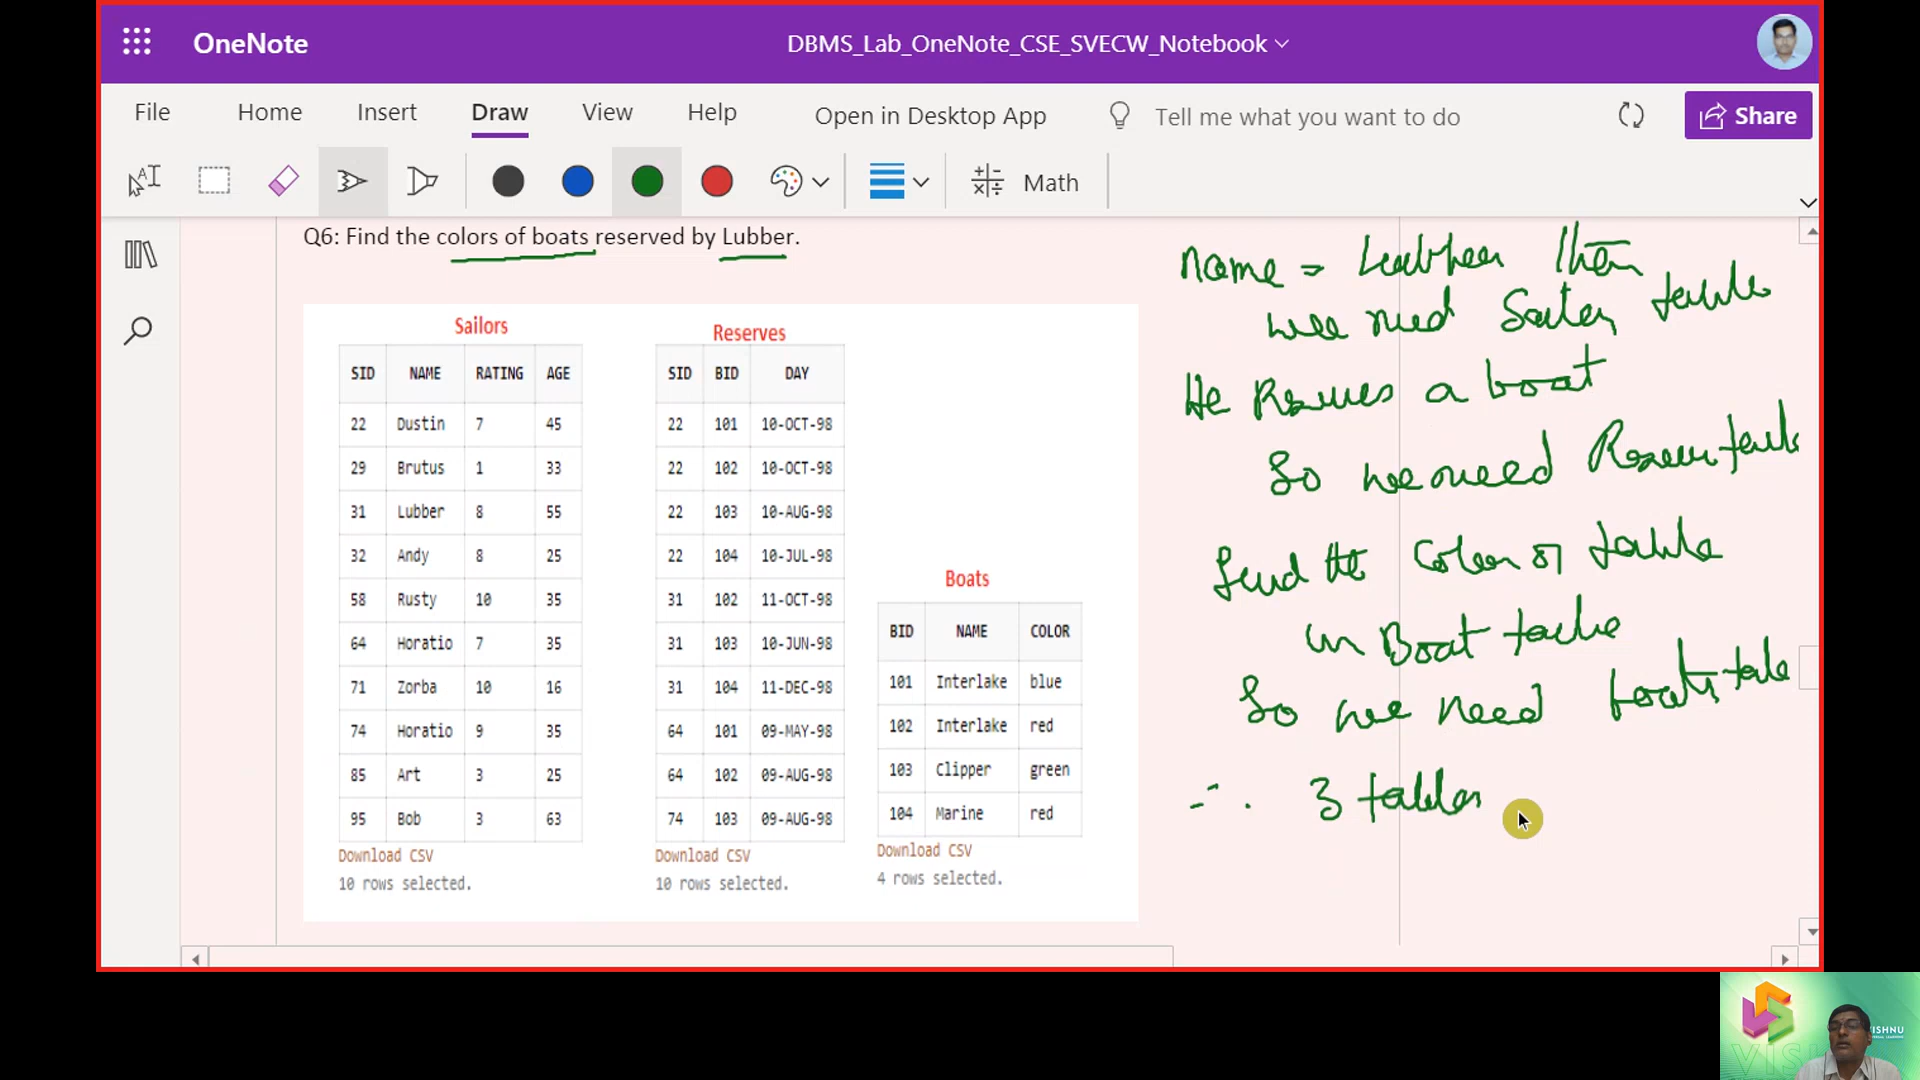 OneNote
DBMS_Lab_OneNote_CSE_SVECW_Notebook
File Home Insert Draw View Help Open in Desktop App Tell me what you want to do Share
Math
Q6: Find the colors of boats reserved by Lubber.
Sailors
SID NAME RATING AGE
22 Dustin 7 45
29 Brutus 1 33
31 Lubber 8 55
32 Andy 8 25
58 Rusty 10 35
64 Horatio 7 35
71 Zorba 10 16
74 Horatio 9 35
85 Art 3 25
95 Bob 3 63
Download CSV
10 rows selected.
Reserves
SID BID DAY
22 101 10-OCT-98
22 102 10-OCT-98
22 103 10-AUG-98
22 104 10-JUL-98
31 102 11-OCT-98
31 103 10-JUN-98
31 104 11-DEC-98
64 101 09-MAY-98
64 102 09-AUG-98
74 103 09-AUG-98
Download CSV
10 rows selected.
Boats
BID NAME COLOR
101 Interlake blue
102 Interlake red
103 Clipper green
104 Marine red
Download CSV
4 rows selected.
name = Lubber then
we need Sailors table
He Reserves a boat
So we need Reserve table
find the Color of table
in Boat table
So we need boats table
∴ 3 tables
VISHNU